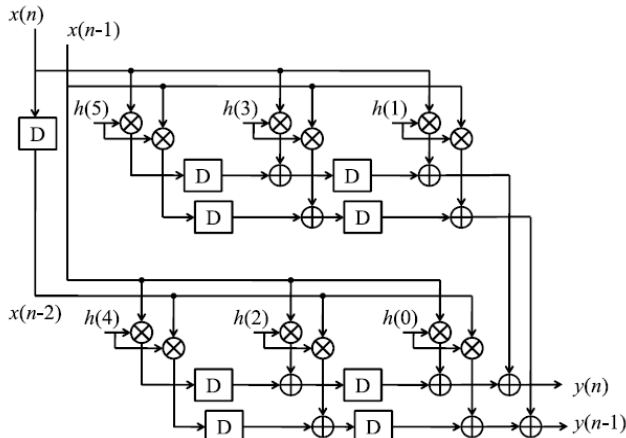 x(n)
x(n-1)
h(5) h(3) h(1)
D
D D
D D
x(n-2)
h(4) h(2) h(0)
D D
y(n)
D D
y(n-1)